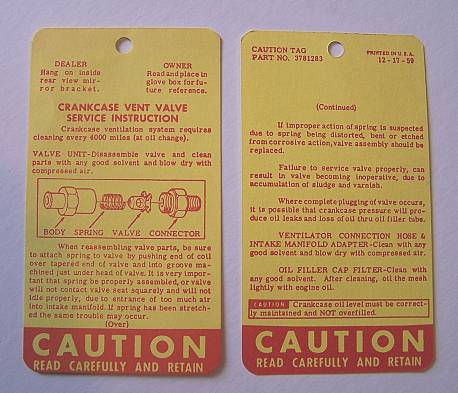 DEALER
Hang on inside
rear view mir-
ror bracket.
OWNER
Read and place in
glove box for fu-
ture reference.
CRANKCASE VENT VALVE
SERVICE INSTRUCTION
Crankcase ventilation system requires
cleaning every 4000 miles (at oil change).
VALVE UNIT-Disassemble valve and clean
parts with any good solvent and blow dry with
compressed air.
BODY SPRING VALVE CONNECTOR
When reassembling valve parts, be sure
to attach spring to valve by pushing end of coil
over tapered end of valve and into groove ma-
chined just under head of valve. It is very impor-
tant that spring be properly assembled, or valve
will not contact valve seat squarely and will not
idle properly, due to entrance of too much air
into intake manifold. If spring has been stretch-
ed the same trouble may occur.
(Over)
CAUTION
READ CAREFULLY AND RETAIN
CAUTION TAG
PART NO. 3781283
PRINTED IN U.S.A.
12-17-59
(Continued)
If improper action of spring is suspected
due to spring being distorted, bent or etched
from corrosive action, valve assembly should be
replaced.
Failure to service valve properly, can
result in valve becoming inoperative, due to
accumulation of sludge and varnish.
Where complete plugging of valve occurs,
it is possible that crankcase pressure will pro-
duce oil leaks and loss of oil thru oil filler tube.
VENTILATOR CONNECTION HOSE &
INTAKE MANIFOLD ADAPTER-Clean with any
good solvent and blow dry with compressed air.
OIL FILLER CAP FILTER-Clean with
any good solvent. After cleaning, oil the mesh
lightly with engine oil.
CAUTION Crankcase oil level must be correct-
ly maintained and NOT overfilled.
CAUTION
READ CAREFULLY AND RETAIN